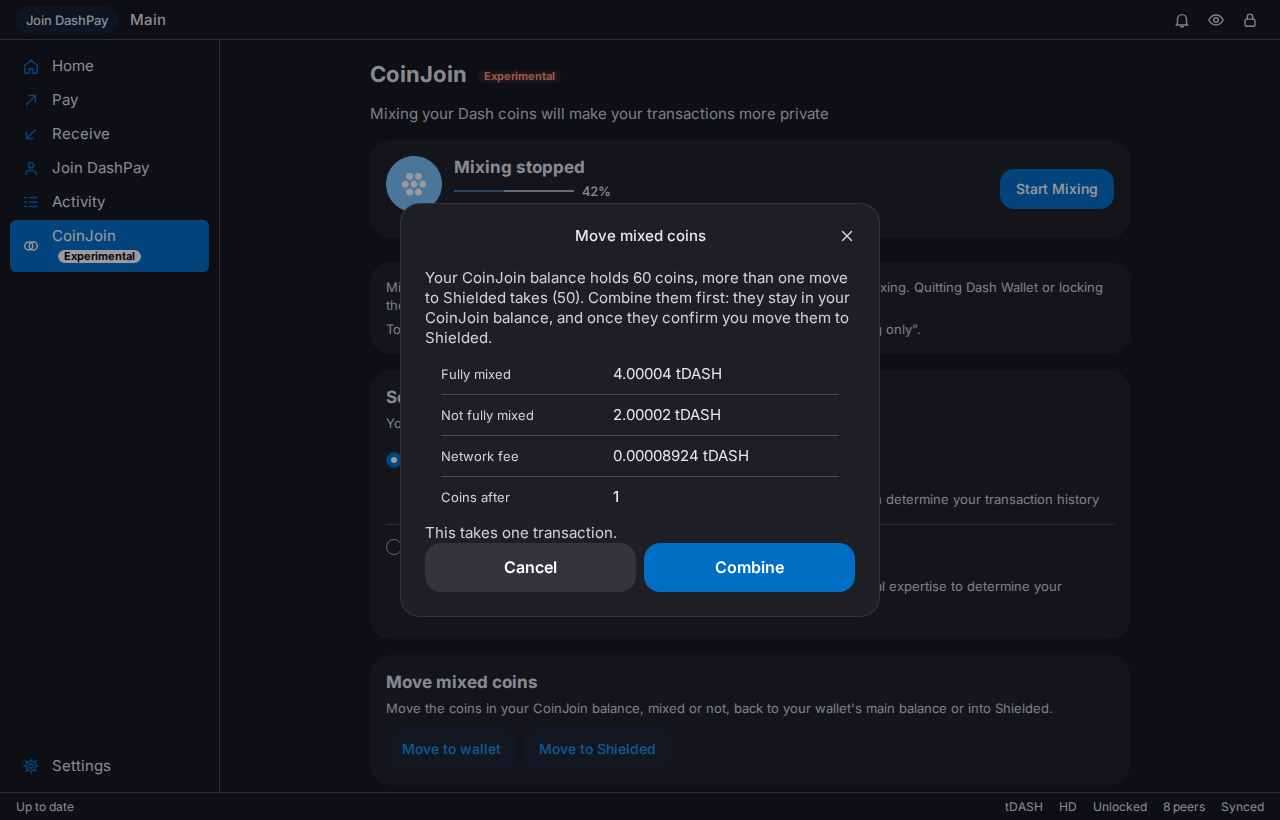 Join DashPay
Main
Home
Pay
Receive
Join DashPay
Activity
CoinJoin
Experimental
Settings
CoinJoin
Experimental
Mixing your Dash coins will make your transactions more private
Mixing stopped
42%
Start Mixing
xing. Quitting Dash Wallet or locking
only”.
Move mixed coins
Your CoinJoin balance holds 60 coins, more than one move
to Shielded takes (50). Combine them first: they stay in your
CoinJoin balance, and once they confirm you move them to
Shielded.
Fully mixed
4.00004 tDASH
Not fully mixed
2.00002 tDASH
Network fee
0.00008924 tDASH
Coins after
1
This takes one transaction.
Cancel
Combine
determine your transaction history
expertise to determine your
Move mixed coins
Move the coins in your CoinJoin balance, mixed or not, back to your wallet's main balance or into Shielded.
Move to wallet
Move to Shielded
Up to date
tDASH
HD
Unlocked
8 peers
Synced